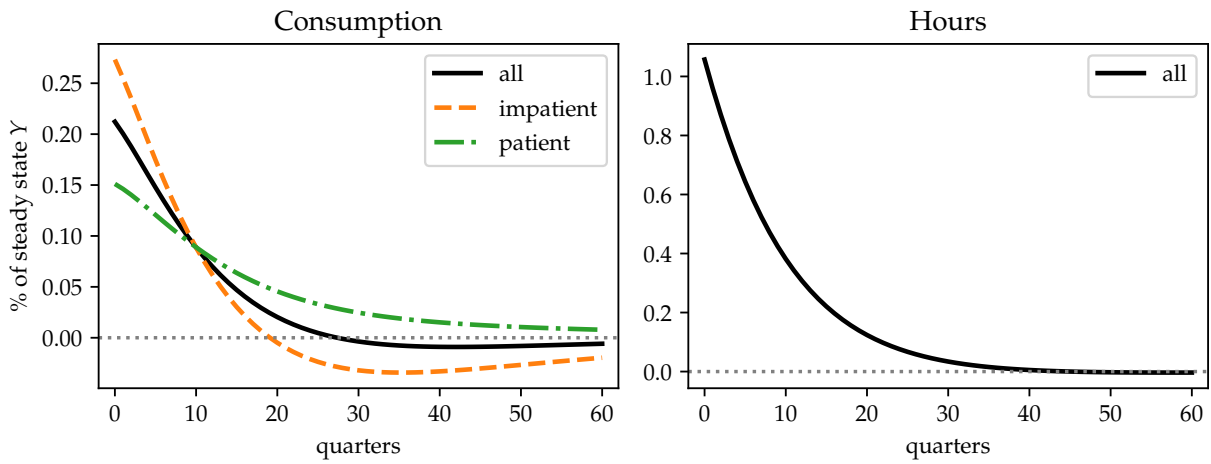 Consumption
% of steady state Y
0.25
0.20
0.15
0.10
0.05
0.00
all
impatient
patient
0 10 20 30 40 50 60
quarters
Hours
1.0
0.8
0.6
0.4
0.2
0.0
all
0 10 20 30 40 50 60
quarters